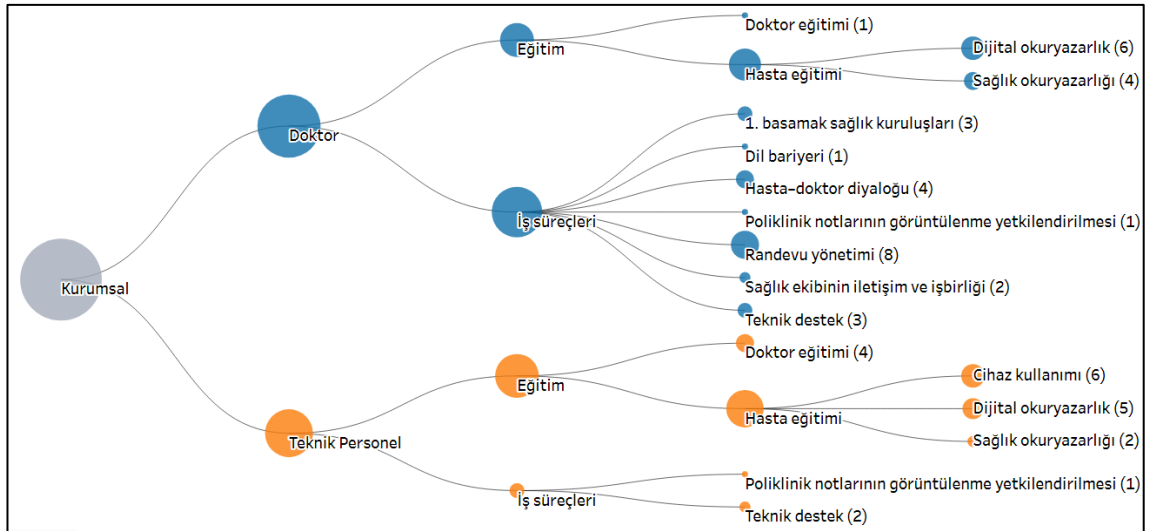 Doktor eğitimi (1)
Eğitim
Dijital okuryazarlık (6)
Hasta eğitimi
Sağlık okuryazarlığı (4)
1. basamak sağlık kuruluşları (3)
Doktor
Dil bariyeri (1)
Hasta-doktor diyaloğu (4)
İş süreçleri
Poliklinik notlarının görüntülenme yetkilendirilmesi (1)
Randevu yönetimi (8)
Kurumsal
Sağlık ekibinin iletişim ve işbirliği (2)
Teknik destek (3)
Doktor eğitimi (4)
Eğitim
Cihaz kullanımı (6)
Dijital okuryazarlık (5)
Hasta eğitimi
Sağlık okuryazarlığı (2)
Teknik Personel
Poliklinik notlarının görüntülenme yetkilendirilmesi (1)
İş süreçleri
Teknik destek (2)